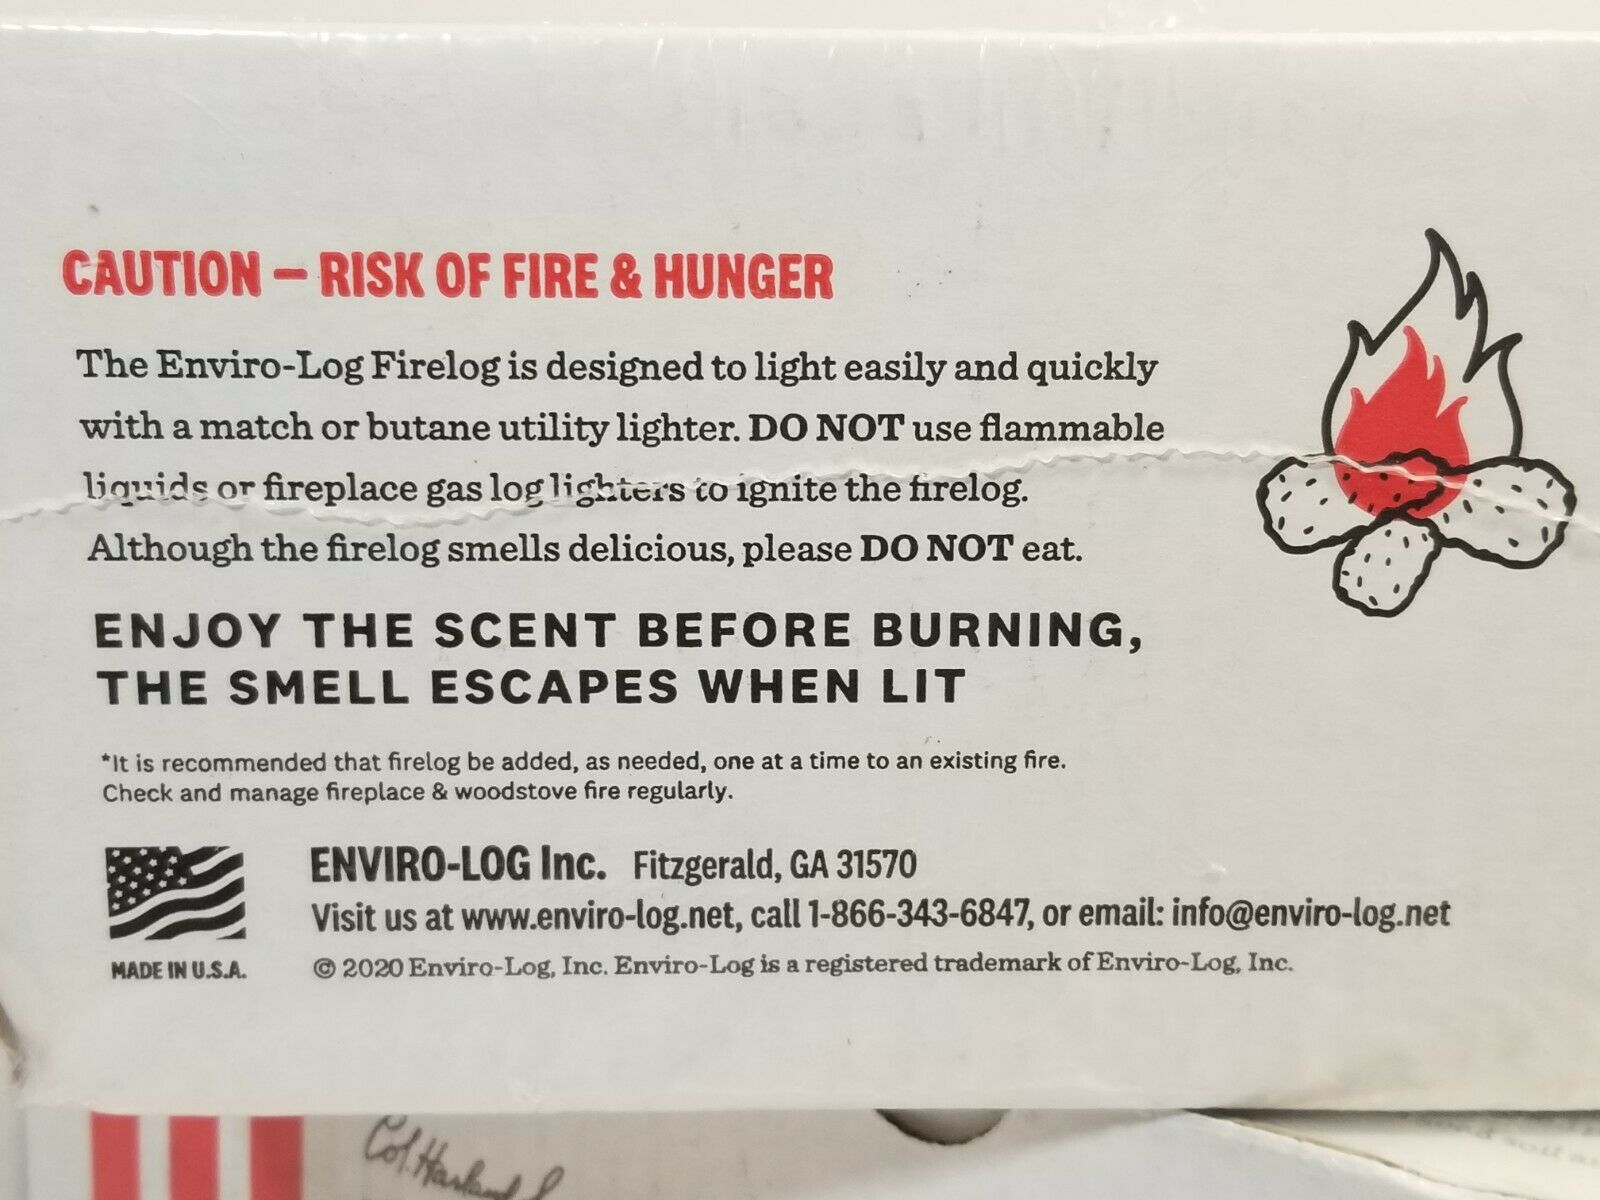 CAUTION – RISK OF FIRE & HUNGER
The Enviro-Log Firelog is designed to light easily and quickly
with a match or butane utility lighter. DO NOT use flammable
liquids or fireplace gas log lighters to ignite the firelog.
Although the firelog smells delicious, please DO NOT eat.
ENJOY THE SCENT BEFORE BURNING,
THE SMELL ESCAPES WHEN LIT
*It is recommended that firelog be added, as needed, one at a time to an existing fire.
Check and manage fireplace & woodstove fire regularly.
ENVIRO-LOG Inc. Fitzgerald, GA 31570
Visit us at www.enviro-log.net, call 1-866-343-6847, or email: info@enviro-log.net
MADE IN U.S.A.
© 2020 Enviro-Log, Inc. Enviro-Log is a registered trademark of Enviro-Log, Inc.
Col. Harland